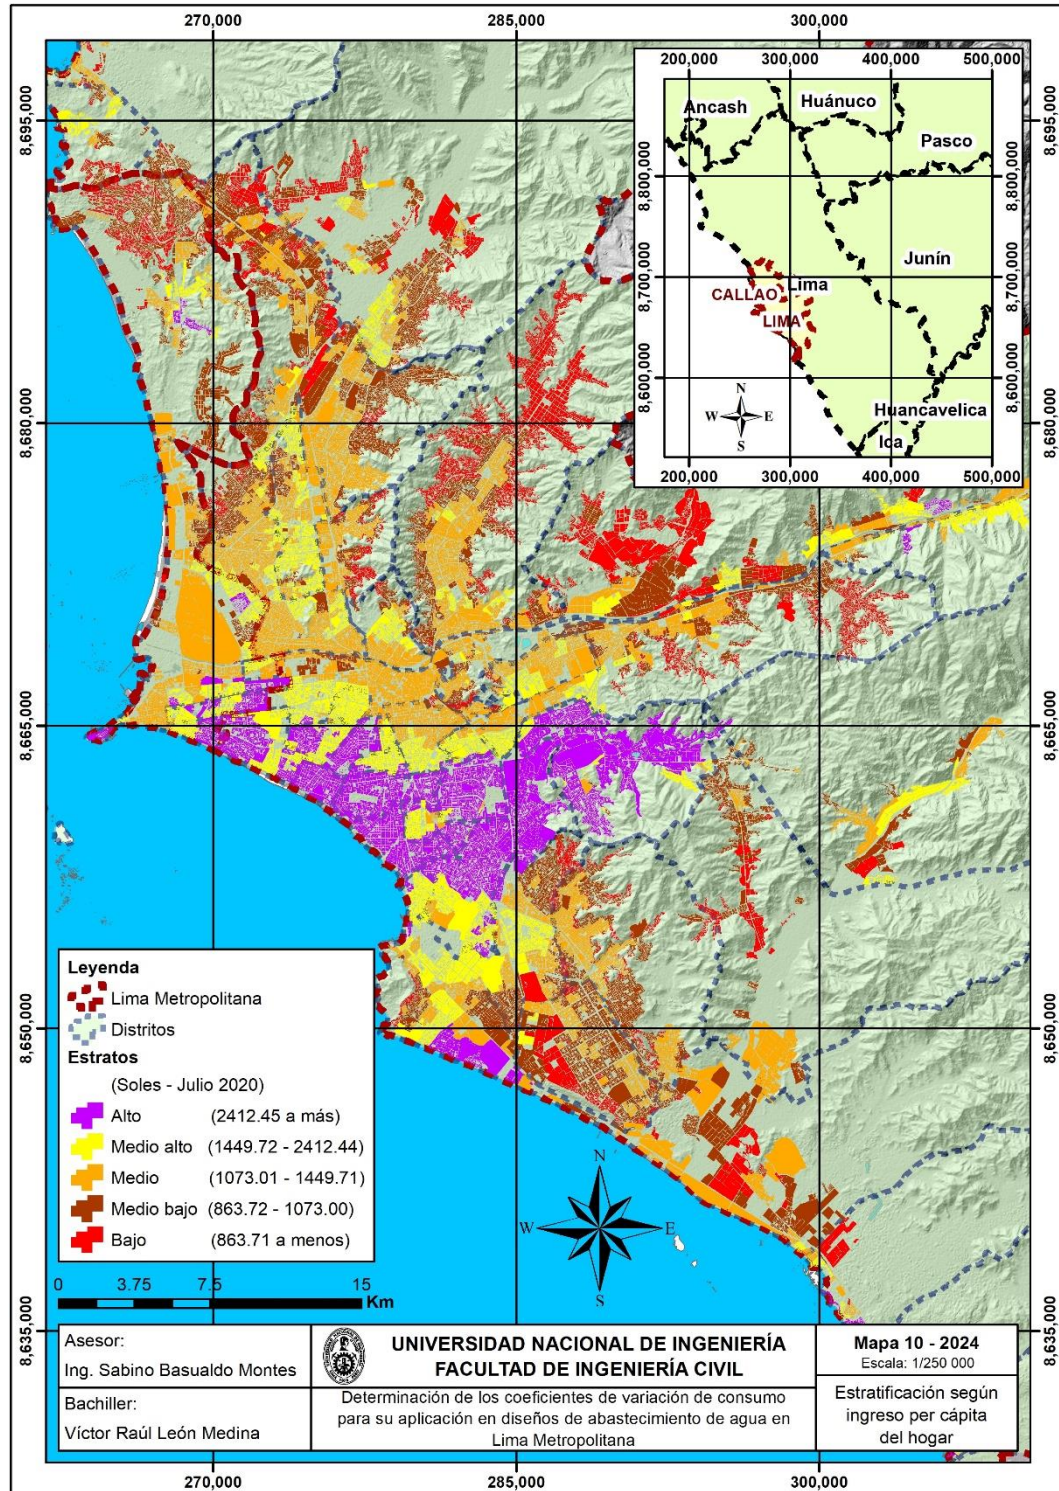 270,000 285,000 300,000
200,000 300,000 400,000 500,000
Ancash
Huánuco
Pasco
Junín
Lima
CALLAO
LIMA
Huancavelica
Ica
N
W E
S
8,800,000
8,700,000
8,600,000
200,000 300,000 400,000 500,000
8,695,000
8,680,000
8,665,000
8,650,000
8,635,000
8,695,000
8,680,000
8,665,000
8,650,000
8,635,000
8,800,000
8,700,000
8,600,000
Leyenda
Lima Metropolitana
Distritos
Estratos
(Soles - Julio 2020)
Alto (2412.45 a más)
Medio alto (1449.72 - 2412.44)
Medio (1073.01 - 1449.71)
Medio bajo (863.72 - 1073.00)
Bajo (863.71 a menos)
N
W E
S
0 3.75 7.5 15
Km
Asesor:
Ing. Sabino Basualdo Montes
Bachiller:
Víctor Raúl León Medina
UNIVERSIDAD NACIONAL DE INGENIERÍA
FACULTAD DE INGENIERÍA CIVIL
Determinación de los coeficientes de variación de consumo
para su aplicación en diseños de abastecimiento de agua en
Lima Metropolitana
Mapa 10 - 2024
Escala: 1/250 000
Estratificación según
ingreso per cápita
del hogar
270,000 285,000 300,000